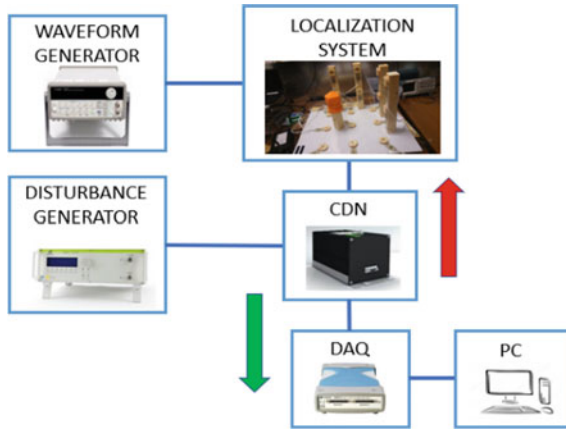 WAVEFORM
GENERATOR
LOCALIZATION
SYSTEM
DISTURBANCE
GENERATOR
CDN
DAQ
PC